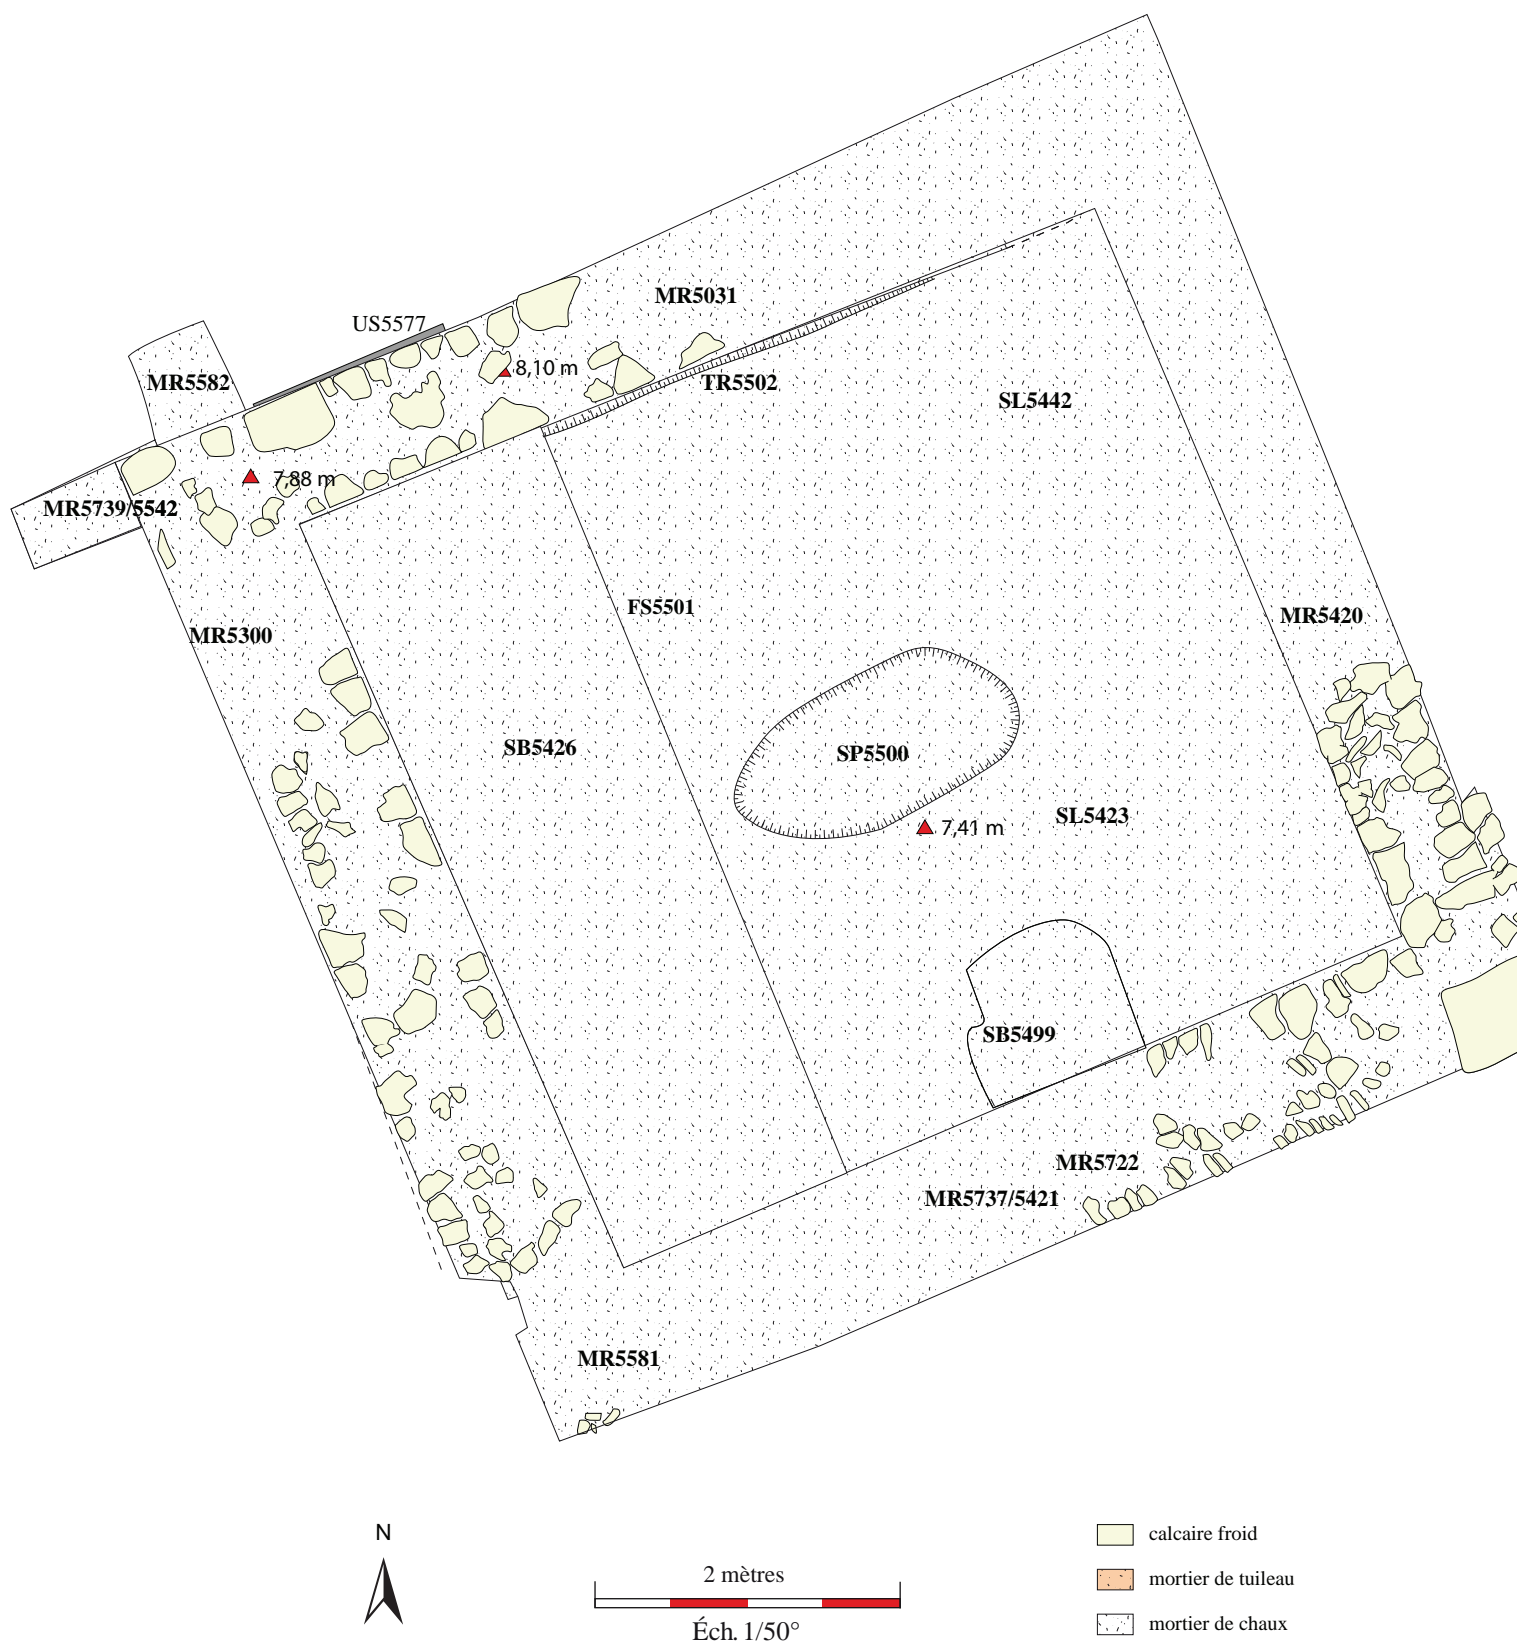 MR5031
US5577
8,10 m
MR5582
TR5502
SL5442
7,88 m
MR5739/5542
FS5501
MR5420
MR5300
SB5426
SP5500
SL5423
7,41 m
SB5499
MR5722
MR5737/5421
MR5581
N
2 mètres
Éch. 1/50°
calcaire froid
mortier de tuileau
mortier de chaux